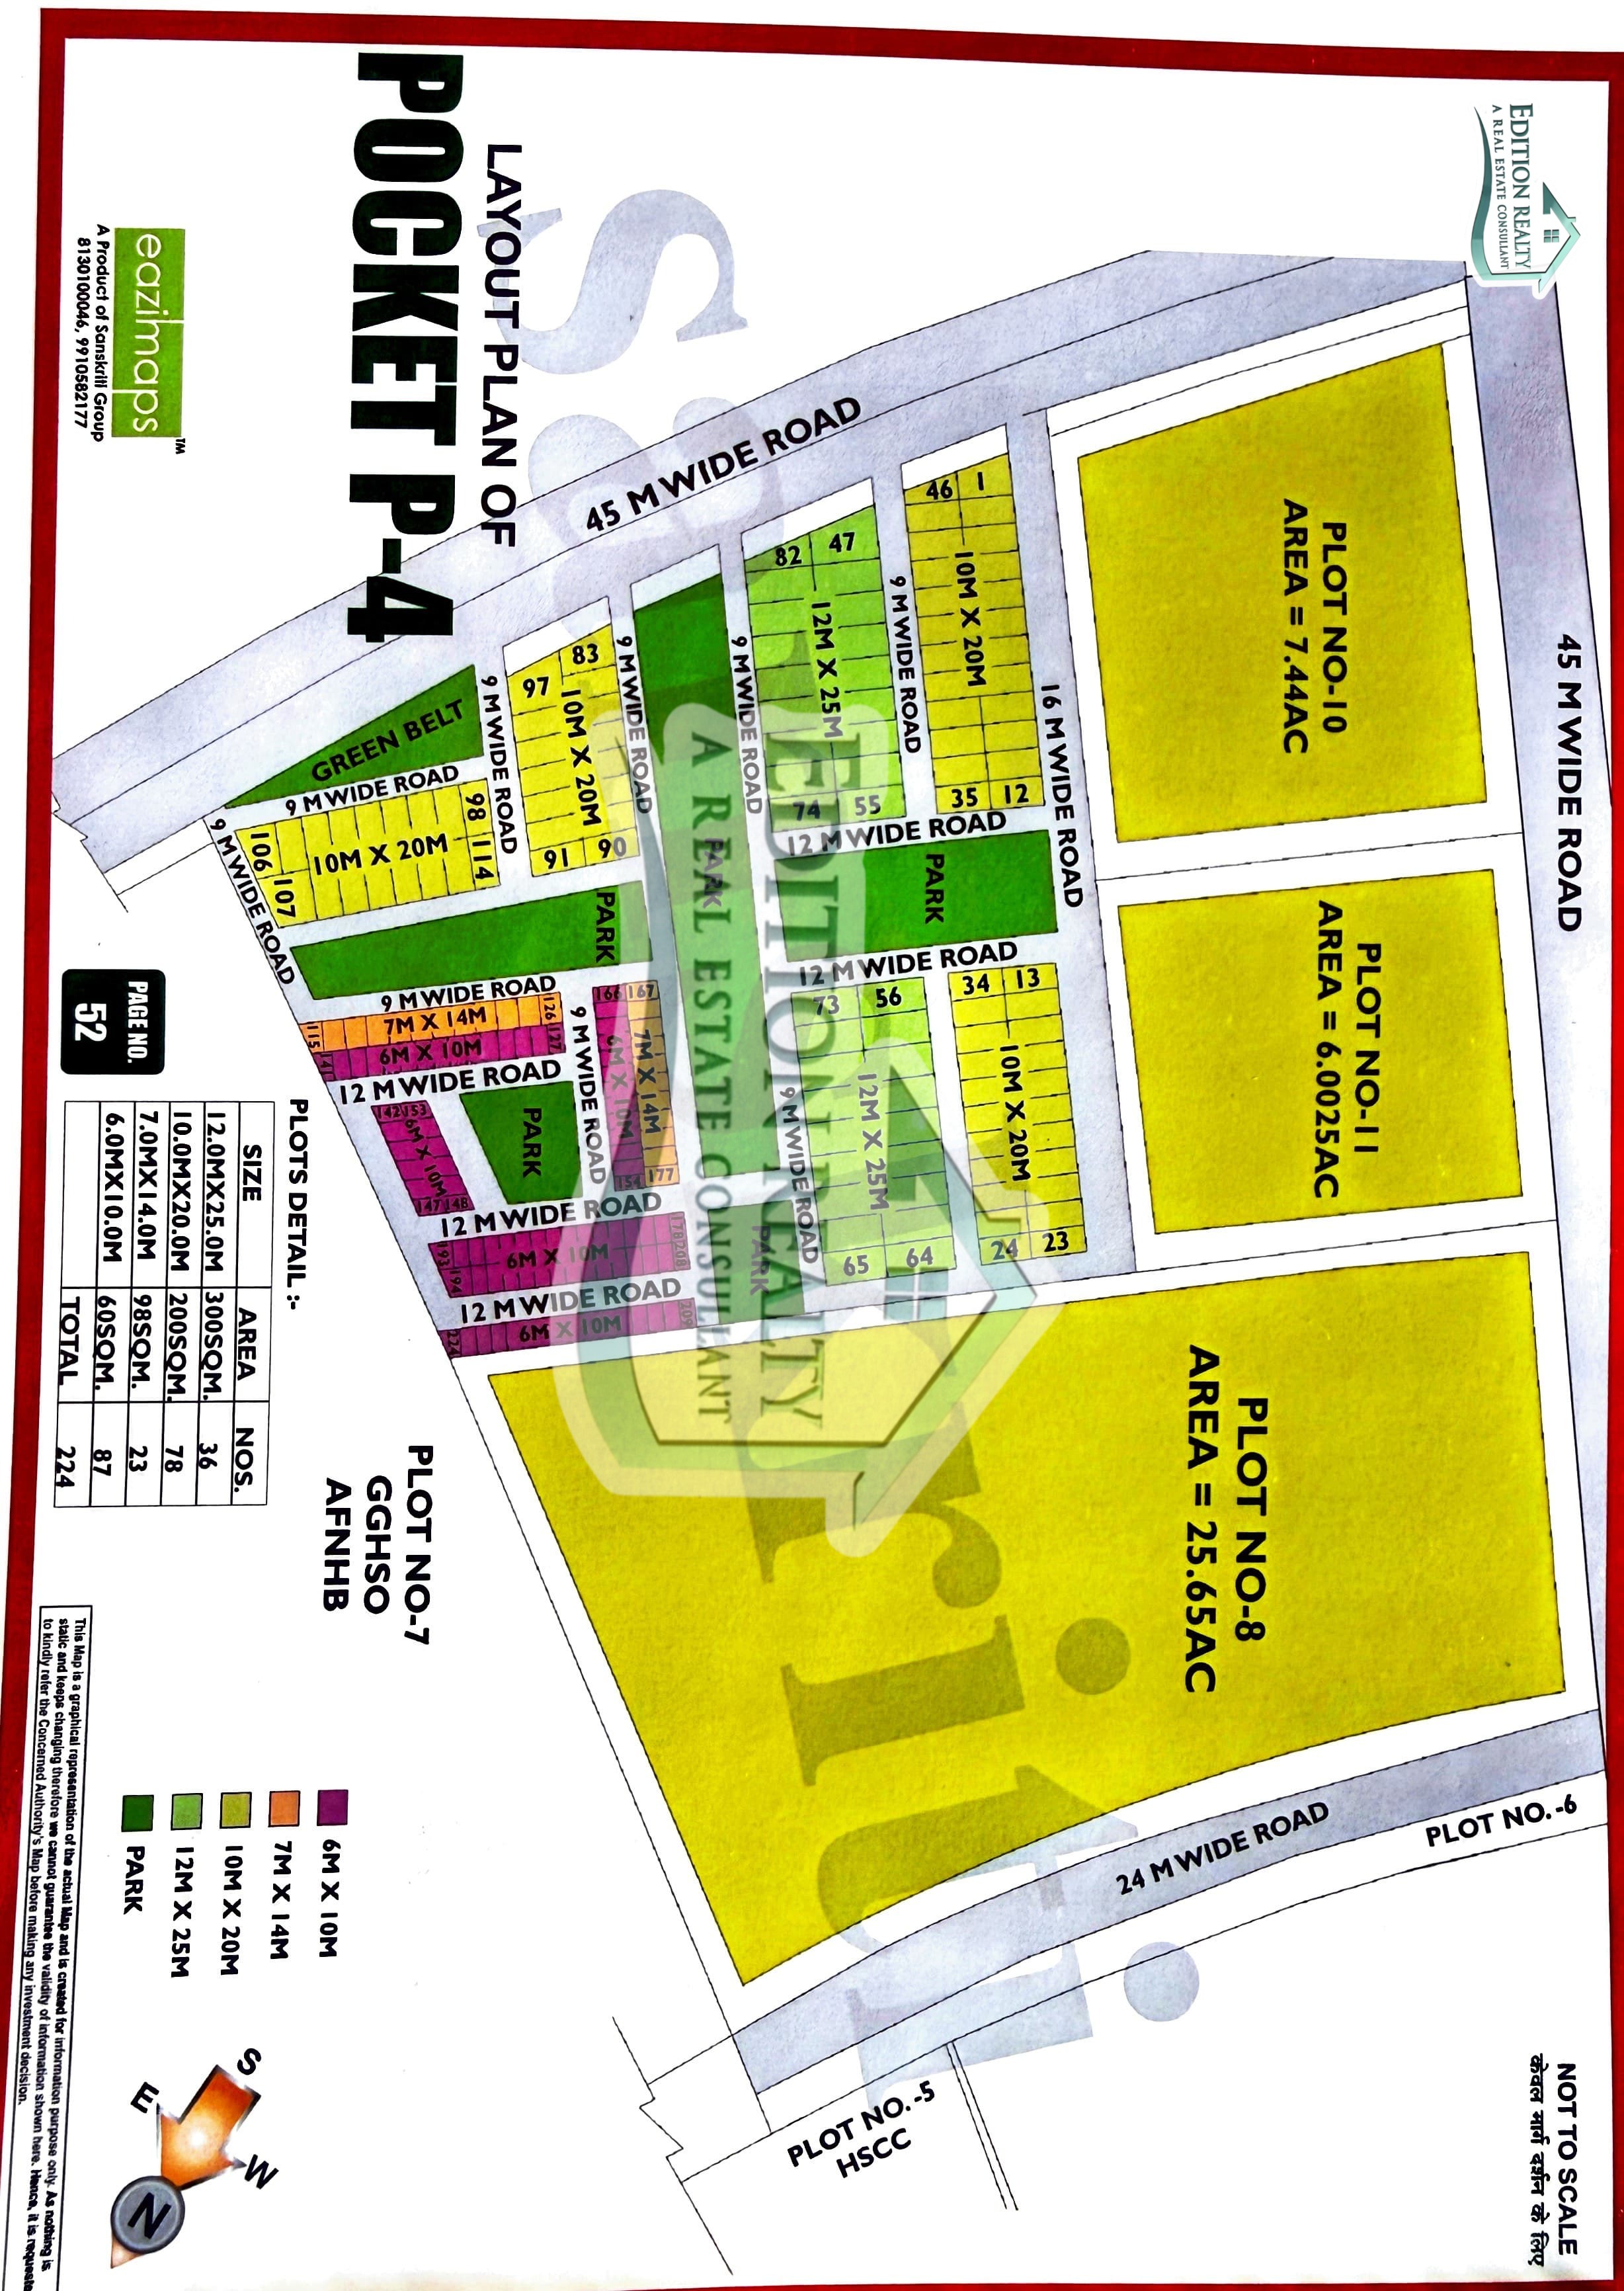 45 M WIDE ROAD
EDITION REALTY
A REAL ESTATE CONSULLANT
NOT TO SCALE
केवल मार्ग दर्शन के लिए
PLOT NO.-9
PLOT NO-10
AREA = 7.44AC
PLOT NO-11
AREA = 6.0025AC
PLOT NO-8
AREA = 25.65AC
24 M WIDE ROAD
16 M WIDE ROAD
1
12
10M X 20M
46
35
12 M WIDE ROAD
PARK
12 M WIDE ROAD
13
23
10M X 20M
34
24
9 M WIDE ROAD
47
55
12M X 25M
82
74
56
64
12M X 25M
73
65
9 M WIDE ROAD
9 M WIDE ROAD
PARK
PARK
EDITION REALTY
A REAL ESTATE CONSULLANT
sa
riti
PLOT NO.-5
HSCC
45 M WIDE ROAD
9 M WIDE ROAD
83
90
10M X 20M
97
91
PARK
167
177
7M X 14M
166
154
6M X 10M
9 M WIDE ROAD
178
208
209
12 M WIDE ROAD
6M X 10M
12 M WIDE ROAD
6M X 10M
193
194
224
9 M WIDE ROAD
126
127
7M X 14M
6M X 10M
115
141
12 M WIDE ROAD
PARK
142
153
6M X 10M
147
148
9 M WIDE ROAD
GREEN BELT
9 M WIDE ROAD
98
114
10M X 20M
106
107
9 M WIDE ROAD
LAYOUT PLAN OF
POCKET P-4
PLOT NO-7
GGHSO
AFNHB
PLOTS DETAIL :-
SIZE AREA NOS.
12.0MX25.0M 300SQM. 36
10.0MX20.0M 200SQM. 78
7.0MX14.0M 98SQM. 23
6.0MX10.0M 60SQM. 87
TOTAL 224
6M X 10M
7M X 14M
10M X 20M
12M X 25M
PARK
S
W
E
N
eazimaps TM
A Product of Sanskriti Group
8130100046, 9910582177
PAGE NO.
52
This Map is a graphical representation of the actual Map and is created for information purpose only. As nothing is
static and keeps changing therefore we cannot guarantee the validity of information shown here. Hence, it is requeste
to kindly refer the Concerned Authority's Map before making any investment decision.